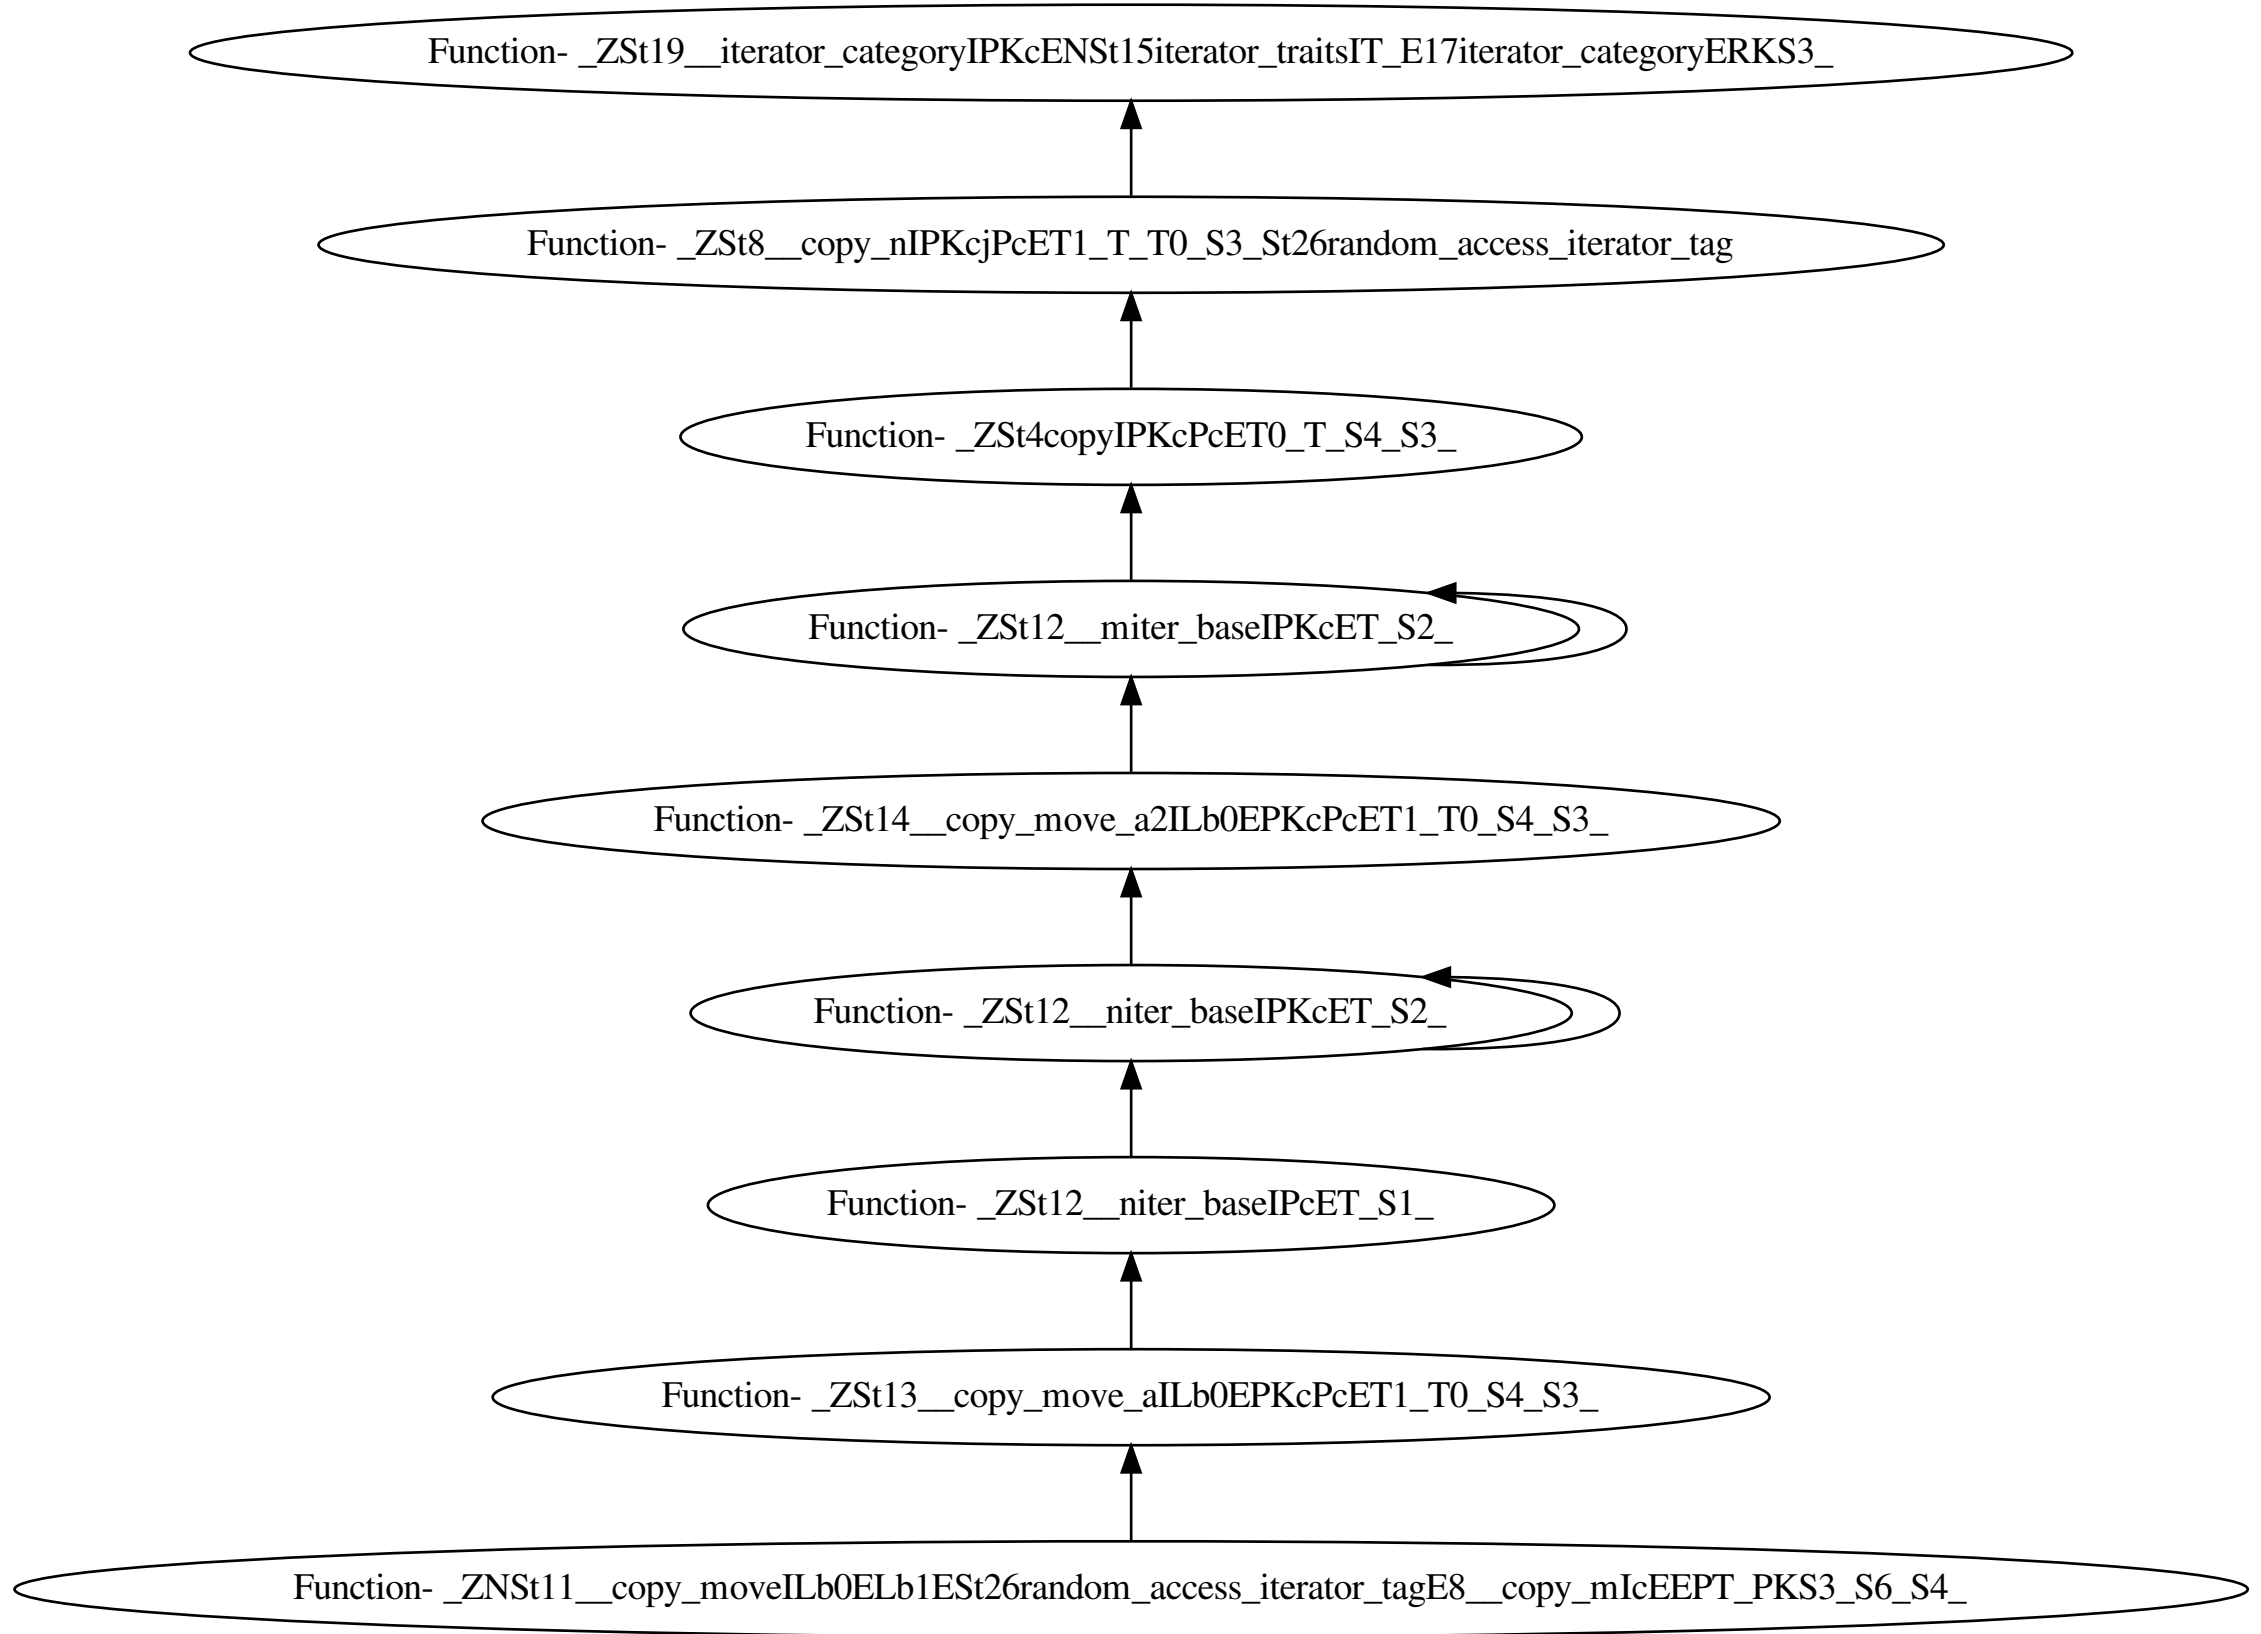 Function- _ZSt19__iterator_categoryIPKcENSt15iterator_traitsIT_E17iterator_categoryERKS3_
Function- _ZSt8__copy_nIPKcjPcET1_T_T0_S3_St26random_access_iterator_tag
Function- _ZSt4copyIPKcPcET0_T_S4_S3_
Function- _ZSt12__miter_baseIPKcET_S2_
Function- _ZSt14__copy_move_a2ILb0EPKcPcET1_T0_S4_S3_
Function- _ZSt12__niter_baseIPKcET_S2_
Function- _ZSt12__niter_baseIPcET_S1_
Function- _ZSt13__copy_move_aILb0EPKcPcET1_T0_S4_S3_
Function- _ZNSt11__copy_moveILb0ELb1ESt26random_access_iterator_tagE8__copy_mIcEEPT_PKS3_S6_S4_